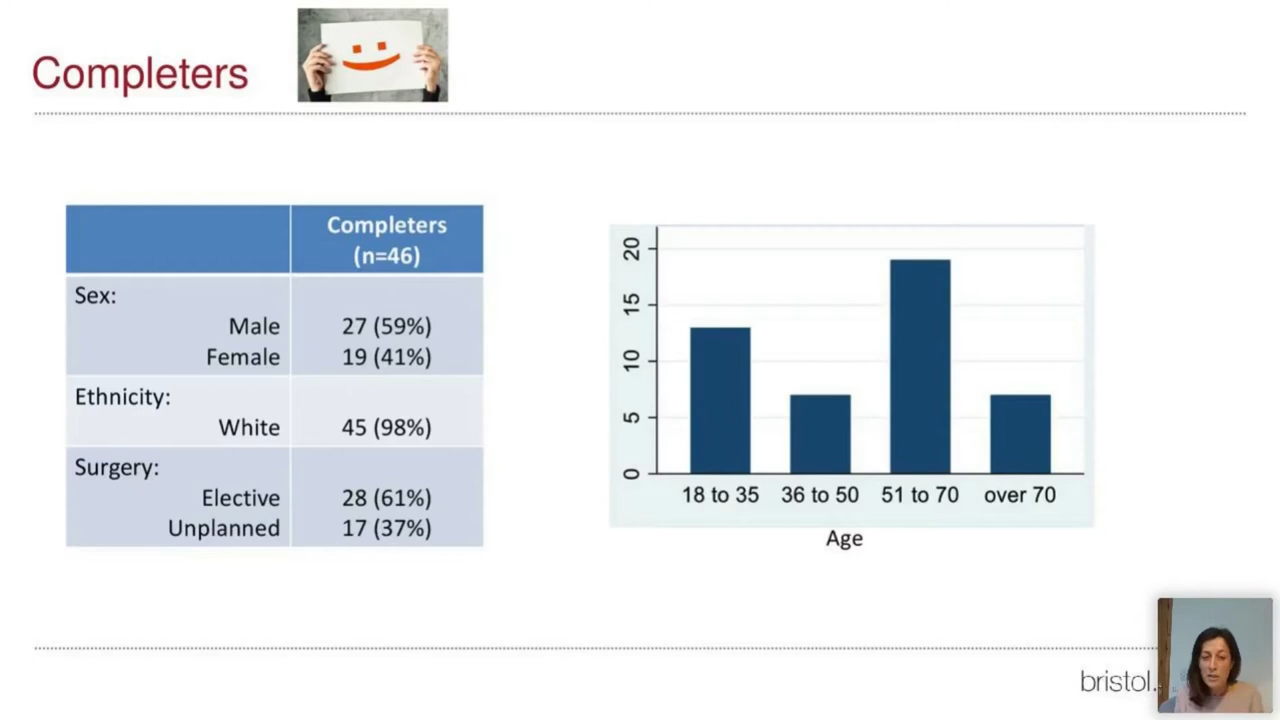 Completers
Completers
(n=46)
Sex:
Male 27 (59%)
Female 19 (41%)
Ethnicity:
White 45 (98%)
Surgery:
Elective 28 (61%)
Unplanned 17 (37%)
20
15
10
5
0
18 to 35 36 to 50 51 to 70 over 70
Age
bristol.